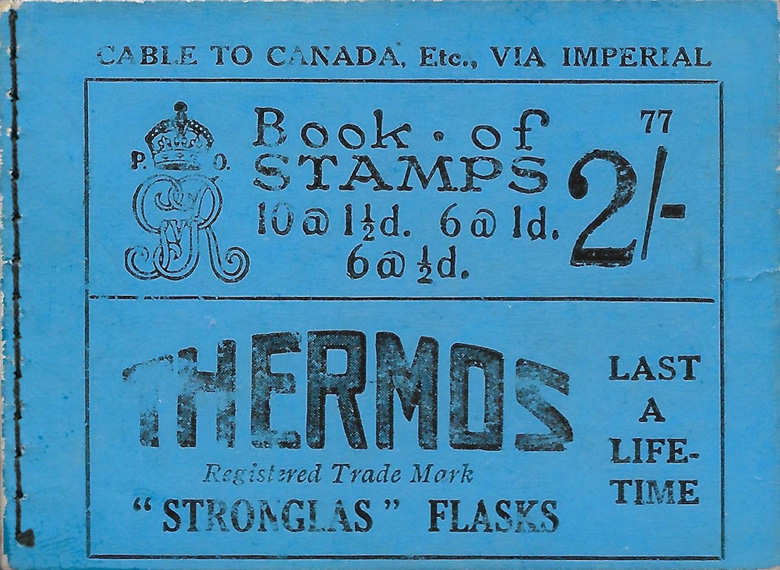 CABLE TO CANADA, Etc., VIA IMPERIAL
P. O.
GvR
Book · of
STAMPS
10@1½d. 6@1d.
6@½d.
77
2/-
THERMOS
Registered Trade Mark
"STRONGLAS" FLASKS
LAST
A
LIFE-
TIME